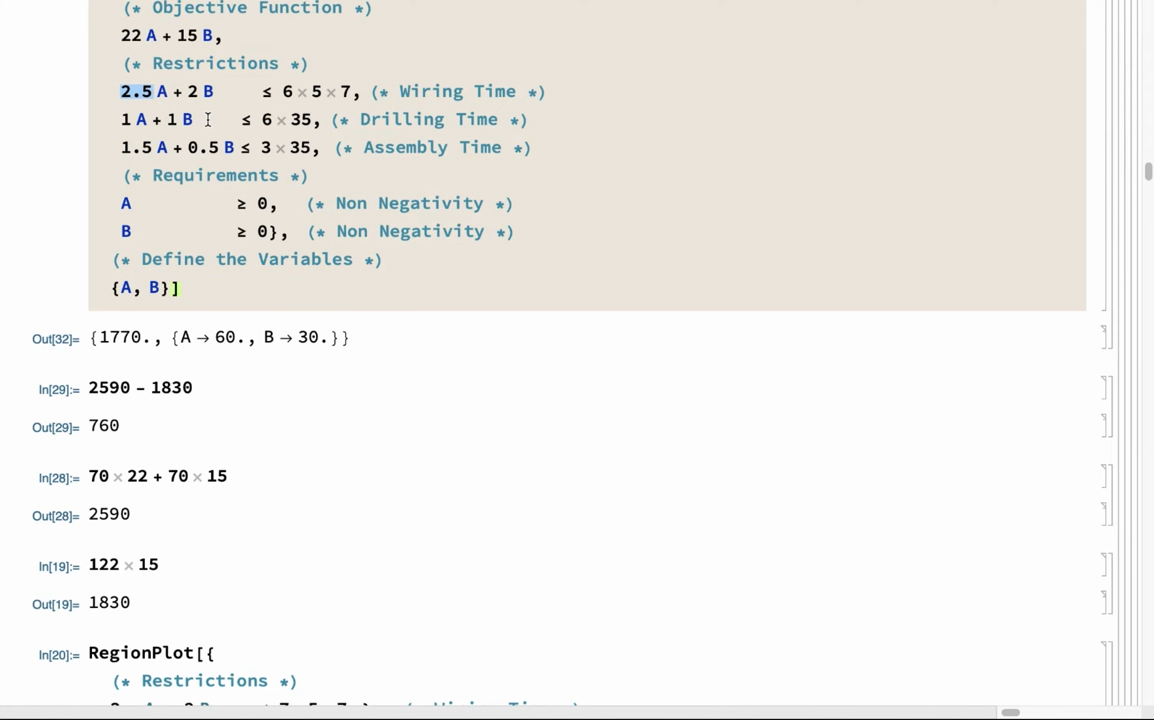 (* Objective Function *)
22 A + 15 B,
(* Restrictions *)
2.5 A + 2 B ≤ 6 × 5 × 7, (* Wiring Time *)
1 A + 1 B ≤ 6 × 35, (* Drilling Time *)
1.5 A + 0.5 B ≤ 3 × 35, (* Assembly Time *)
(* Requirements *)
A ≥ 0, (* Non Negativity *)
B ≥ 0}, (* Non Negativity *)
(* Define the Variables *)
{A, B}]
Out[32]= {1770., {A → 60., B → 30.}}
In[29]:= 2590 – 1830
Out[29]= 760
In[28]:= 70 × 22 + 70 × 15
Out[28]= 2590
In[19]:= 122 × 15
Out[19]= 1830
In[20]:= RegionPlot[{
(* Restrictions *)